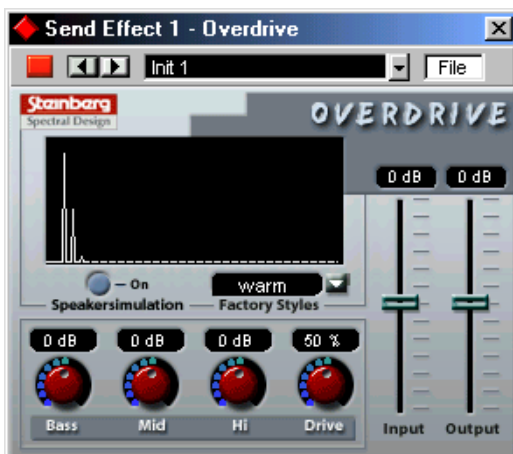 Send Effect 1 - Overdrive
Init 1
File
Steinberg
Spectral Design
OVERDRIVE
0 dB 0 dB
On
warm
Speakersimulation
Factory Styles
0 dB 0 dB 0 dB 50 %
Bass Mid Hi Drive
Input Output